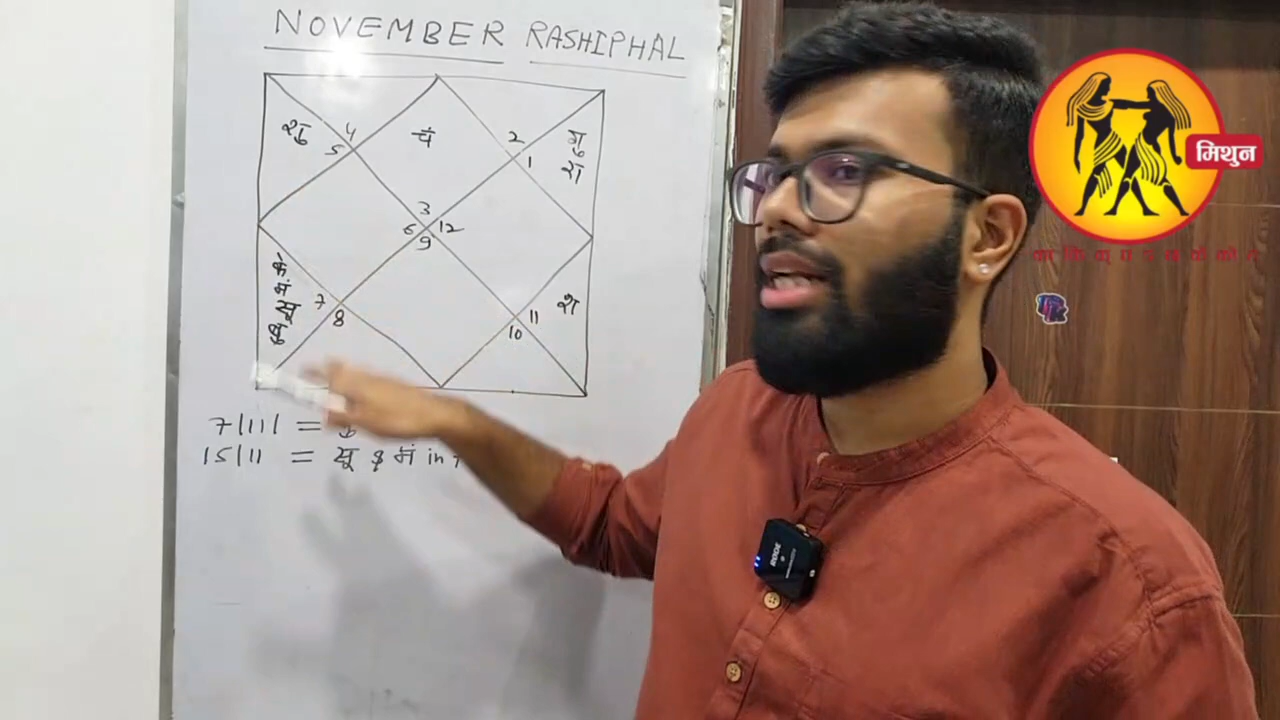 NOVEMBER RASHIPHAL
4
2
शु
चं
गु
5
1
रा
3
6 12
9
के
मं
7
श
सू
11
8
बु
10
7/11/ =
15/11 = सू बु मं in
मिथुन
RODE